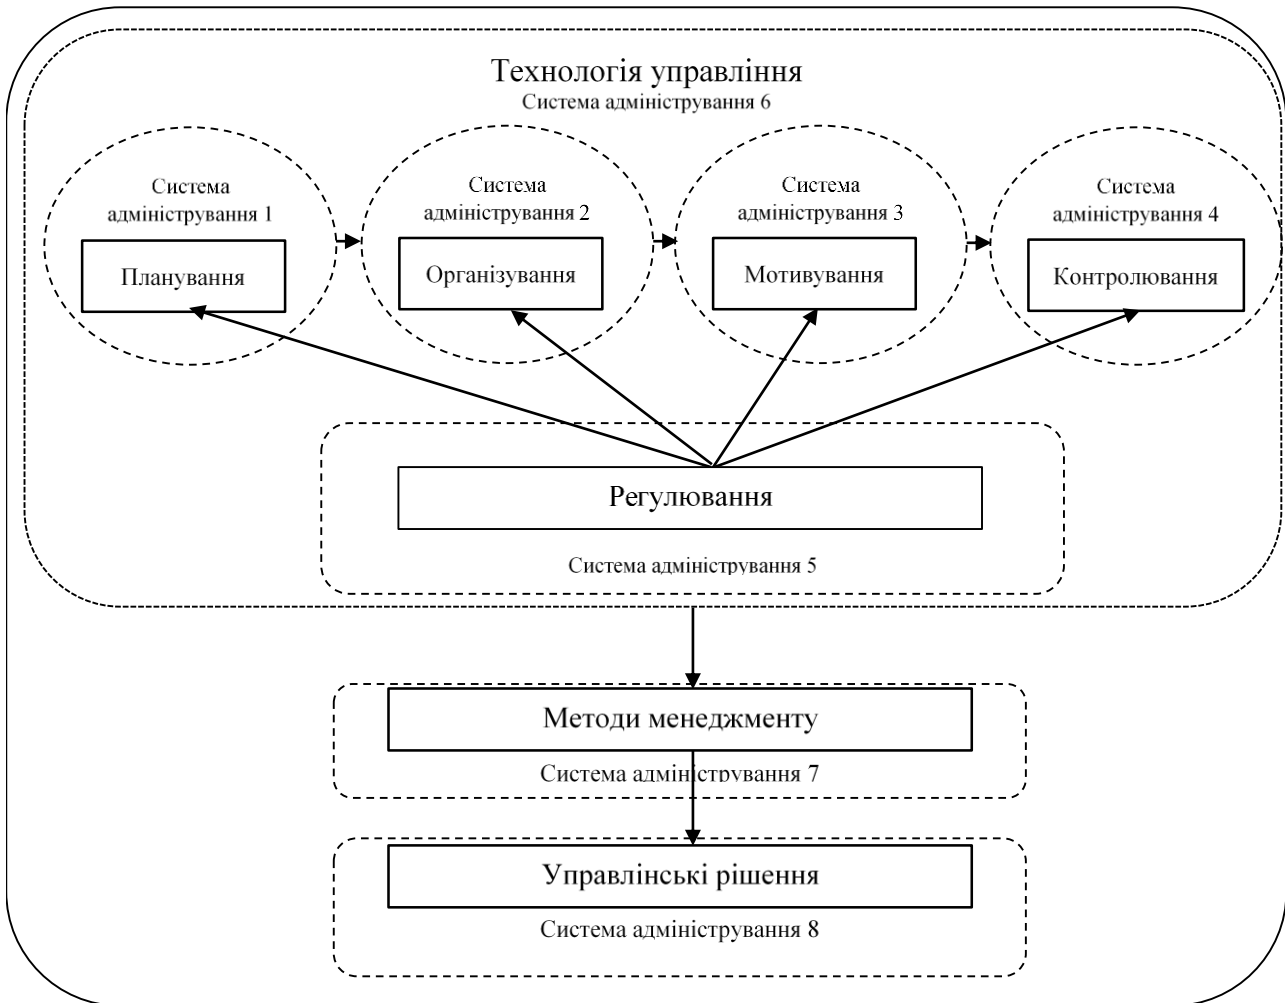 Технологія управління
Система адміністрування 6
Система
адміністрування 1
Планування
Система
адміністрування 2
Організування
Система
адміністрування 3
Мотивування
Система
адміністрування 4
Контролювання
Регулювання
Система адміністрування 5
Методи менеджменту
Система адміністрування 7
Управлінські рішення
Система адміністрування 8